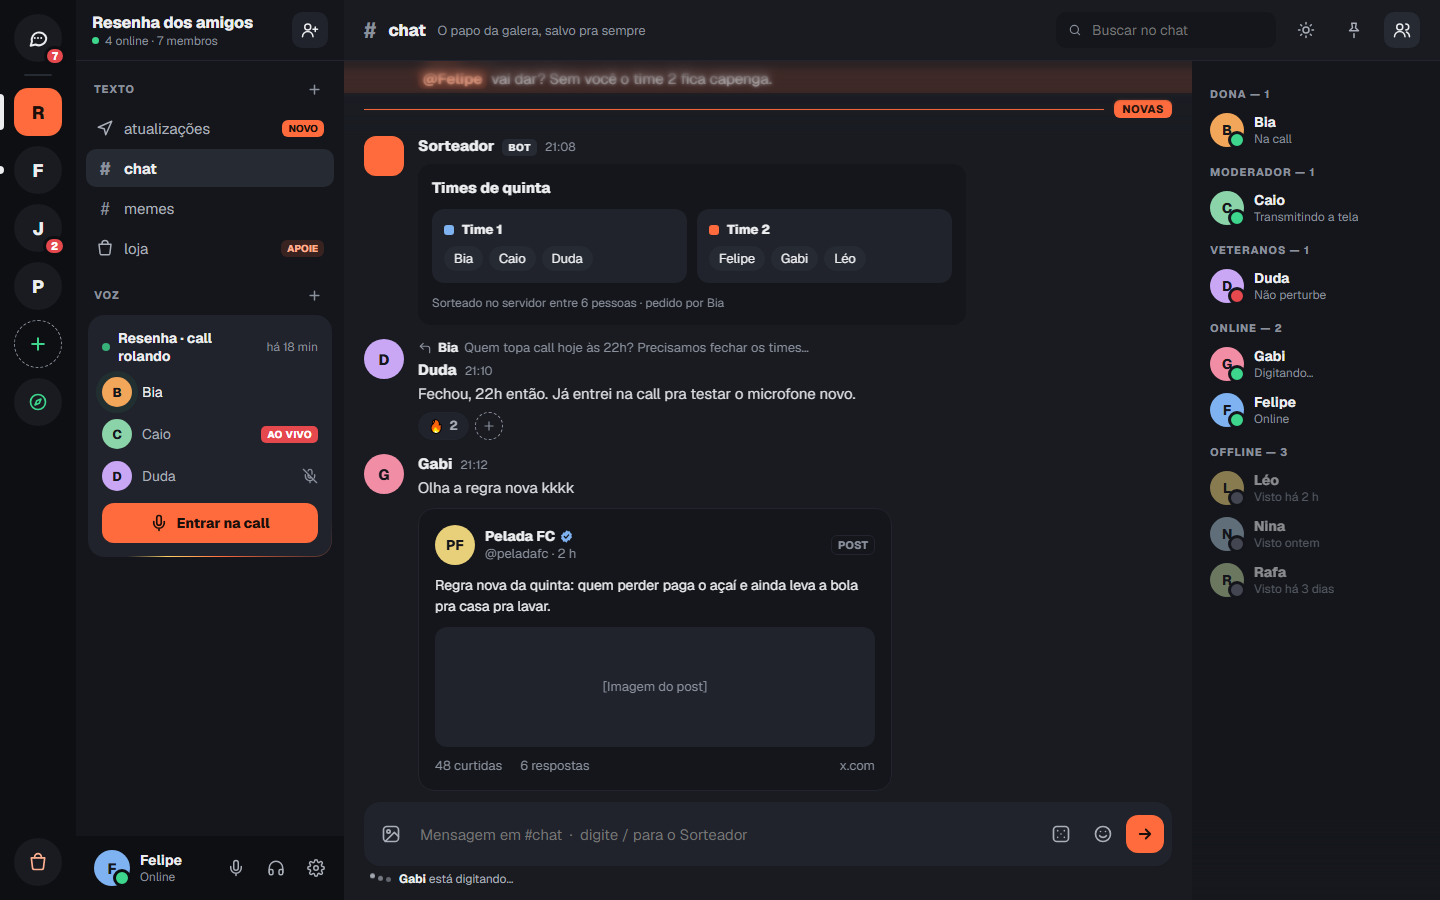 7
R
F
J
2
P
Resenha dos amigos
4 online · 7 membros
TEXTO
atualizações
NOVO
# chat
# memes
loja
APOIE
VOZ
Resenha · call
rolando
há 18 min
B
Bia
C
Caio
AO VIVO
D
Duda
Entrar na call
F
Felipe
Online
# chat
O papo da galera, salvo pra sempre
Buscar no chat
@Felipe vai dar? Sem você o time 2 fica capenga.
NOVAS
Sorteador BOT 21:08
Times de quinta
Time 1
Bia Caio Duda
Time 2
Felipe Gabi Léo
Sorteado no servidor entre 6 pessoas · pedido por Bia
D
Bia Quem topa call hoje às 22h? Precisamos fechar os times…
Duda 21:10
Fechou, 22h então. Já entrei na call pra testar o microfone novo.
🔥 2
G
Gabi 21:12
Olha a regra nova kkkk
PF
Pelada FC
@peladafc · 2 h
POST
Regra nova da quinta: quem perder paga o açaí e ainda leva a bola
pra casa pra lavar.
[Imagem do post]
48 curtidas 6 respostas x.com
Mensagem em #chat · digite / para o Sorteador
Gabi está digitando…
DONA — 1
B
Bia
Na call
MODERADOR — 1
C
Caio
Transmitindo a tela
VETERANOS — 1
D
Duda
Não perturbe
ONLINE — 2
G
Gabi
Digitando…
F
Felipe
Online
OFFLINE — 3
L
Léo
Visto há 2 h
N
Nina
Visto ontem
R
Rafa
Visto há 3 dias